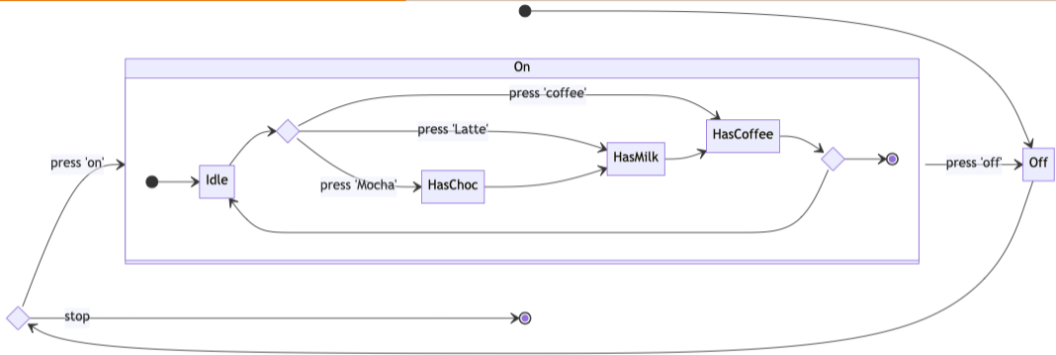 On
press 'coffee'
press 'Latte'
HasCoffee
HasMilk
press 'on'
press 'off'
Off
Idle
press 'Mocha'
HasChoc
stop